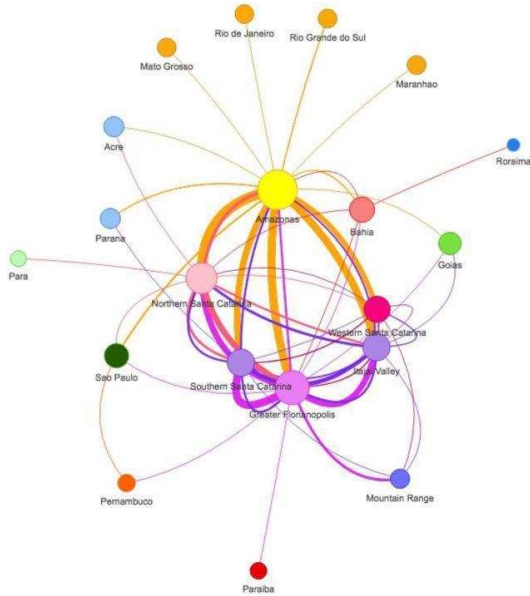 Rio de Janeiro
Rio Grande do Sul
Mato Grosso
Maranhao
Acre
Roraima
Amazonas
Bahia
Parana
Goias
Para
Northern Santa Catarina
Western Santa Catarina
Sao Paulo
Itajai Valley
Southern Santa Catarina
Greater Florianopolis
Pernambuco
Mountain Range
Paraiba